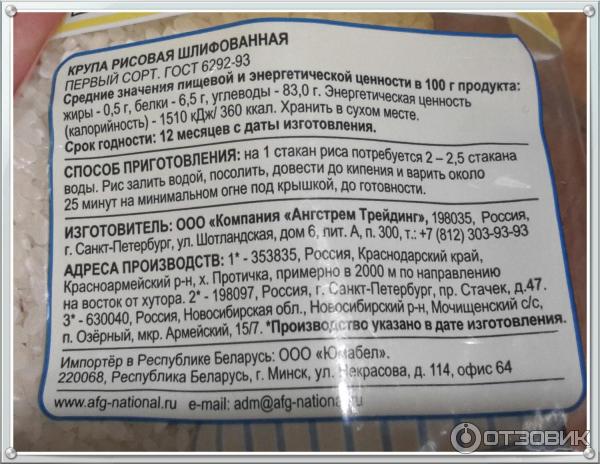 КРУПА РИСОВАЯ ШЛИФОВАННАЯ
ПЕРВЫЙ СОРТ. ГОСТ 6292-93
Средние значения пищевой и энергетической ценности в 100 г продукта:
жиры - 0,5 г, белки - 6,5 г, углеводы - 83,0 г. Энергетическая ценность
(калорийность) - 1510 кДж/ 360 ккал. Хранить в сухом месте.
Срок годности: 12 месяцев с даты изготовления.
СПОСОБ ПРИГОТОВЛЕНИЯ: на 1 стакан риса потребуется 2 – 2,5 стакана
воды. Рис залить водой, посолить, довести до кипения и варить около
25 минут на минимальном огне под крышкой, до готовности.
ИЗГОТОВИТЕЛЬ: ООО «Компания «Ангстрем Трейдинг», 198035, Россия,
г. Санкт-Петербург, ул. Шотландская, дом 6, лит. А, п. 300, т.: +7 (812) 303-93-93
АДРЕСА ПРОИЗВОДСТВ: 1* - 353835, Россия, Краснодарский край,
Красноармейский р-н, х. Протичка, примерно в 2000 м по направлению
на восток от хутора. 2* - 198097, Россия, г. Санкт-Петербург, пр. Стачек, д.47.
3* - 630040, Россия, Новосибирская обл., Новосибирский р-н, Мочищенский с/с,
п. Озёрный, мкр. Армейский, 15/7. *Производство указано в дате изготовления.
Импортёр в Республике Беларусь: ООО «Юмабел».
220068, Республика Беларусь, г. Минск, ул. Некрасова, д. 114, офис 64
www.afg-national.ru e-mail: adm@afg-national.ru
ОТЗОВИК